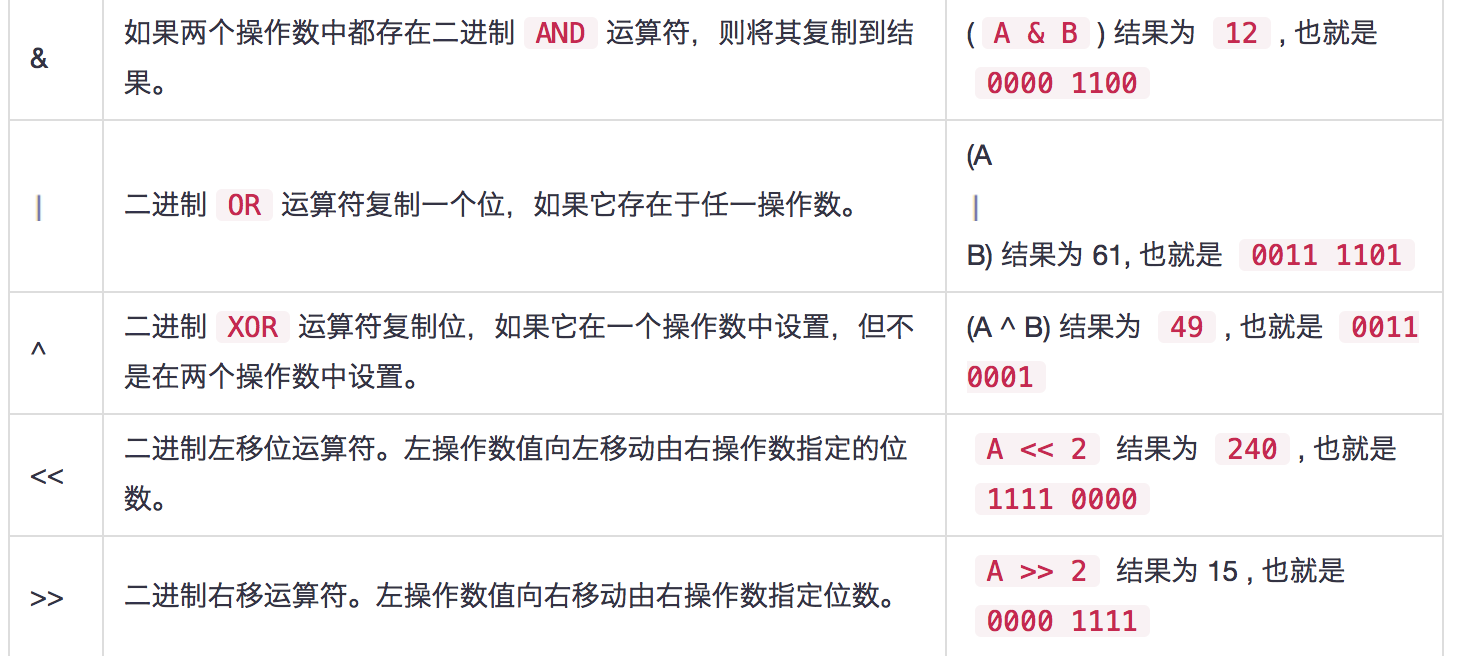 & 如果两个操作数中都存在二进制 AND 运算符，则将其复制到结 ( A & B ) 结果为 12 , 也就是
果。 0000 1100
(A
| 二进制 OR 运算符复制一个位，如果它存在于任一操作数。 |
B) 结果为 61, 也就是 0011 1101
^ 二进制 XOR 运算符复制位，如果它在一个操作数中设置，但不 (A ^ B) 结果为 49 , 也就是 0011
是在两个操作数中设置。 0001
<< 二进制左移位运算符。左操作数值向左移动由右操作数指定的位 A << 2 结果为 240 , 也就是
数。 1111 0000
>> 二进制右移运算符。左操作数值向右移动由右操作数指定位数。 A >> 2 结果为 15 , 也就是
0000 1111